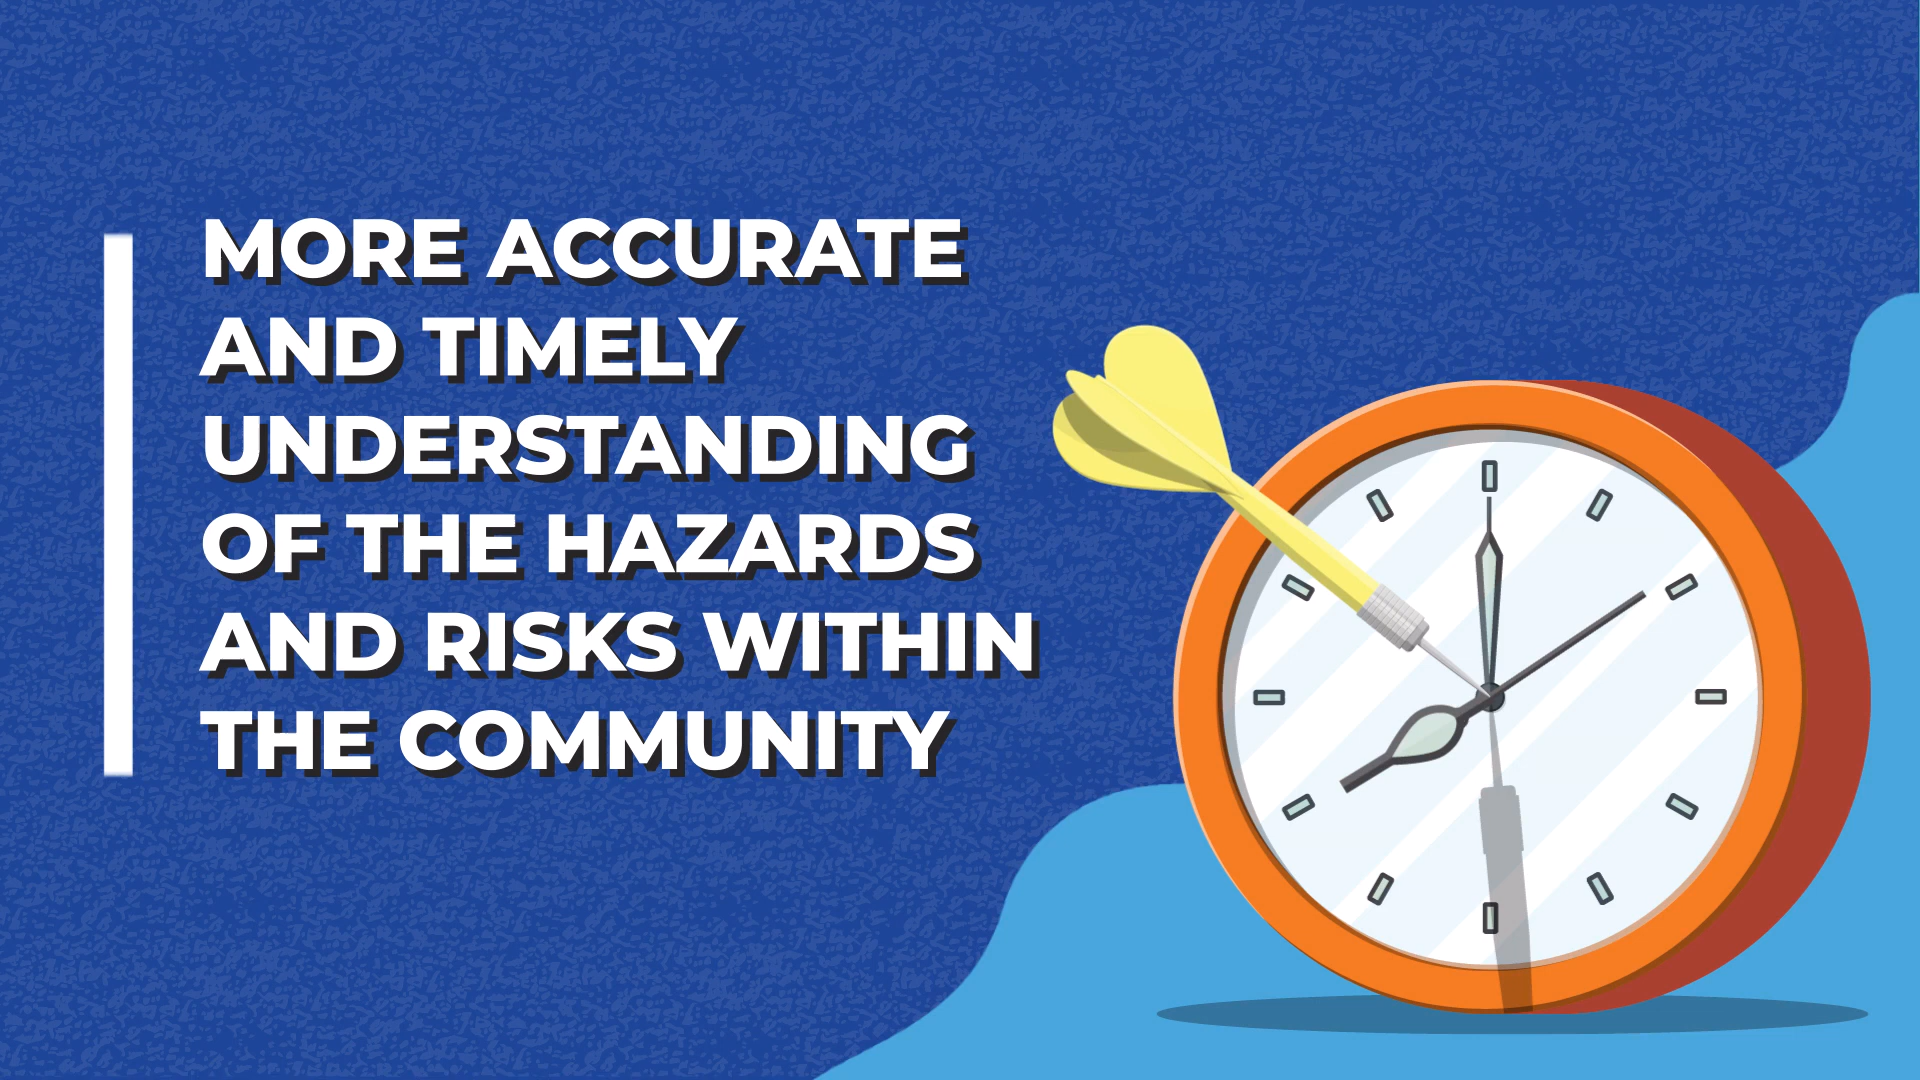 MORE ACCURATE
AND TIMELY
UNDERSTANDING
OF THE HAZARDS
AND RISKS WITHIN
THE COMMUNITY